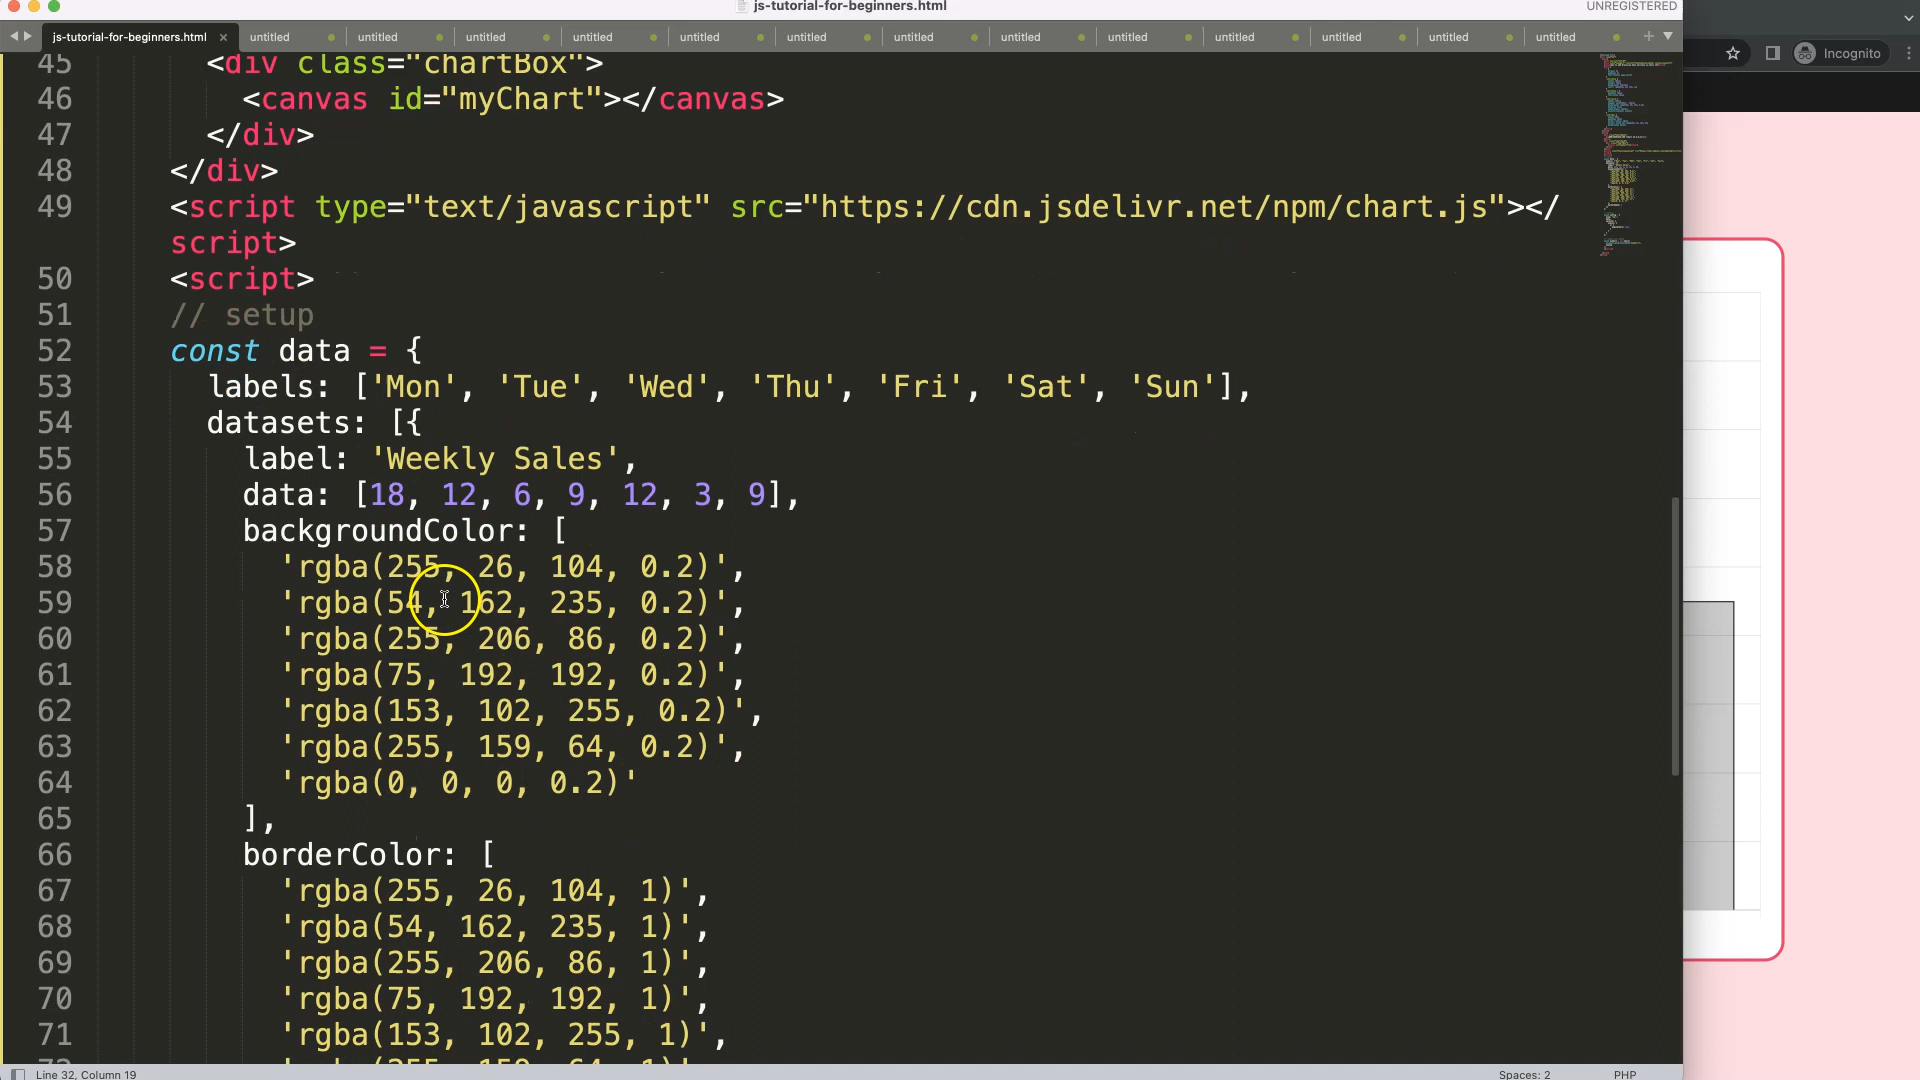 js-tutorial-for-beginners.html
UNREGISTERED
js-tutorial-for-beginners.html × untitled untitled untitled untitled untitled untitled untitled untitled untitled untitled untitled untitled untitled +
Incognito
45 <div class="chartBox">
46 <canvas id="myChart"></canvas>
47 </div>
48 </div>
49 <script type="text/javascript" src="https://cdn.jsdelivr.net/npm/chart.js"></
script>
50 <script>
51 // setup
52 const data = {
53 labels: ['Mon', 'Tue', 'Wed', 'Thu', 'Fri', 'Sat', 'Sun'],
54 datasets: [{
55 label: 'Weekly Sales',
56 data: [18, 12, 6, 9, 12, 3, 9],
57 backgroundColor: [
58 'rgba(255, 26, 104, 0.2)',
59 'rgba(54, 162, 235, 0.2)',
60 'rgba(255, 206, 86, 0.2)',
61 'rgba(75, 192, 192, 0.2)',
62 'rgba(153, 102, 255, 0.2)',
63 'rgba(255, 159, 64, 0.2)',
64 'rgba(0, 0, 0, 0.2)'
65 ],
66 borderColor: [
67 'rgba(255, 26, 104, 1)',
68 'rgba(54, 162, 235, 1)',
69 'rgba(255, 206, 86, 1)',
70 'rgba(75, 192, 192, 1)',
71 'rgba(153, 102, 255, 1)',
Line 32, Column 19
Spaces: 2
PHP